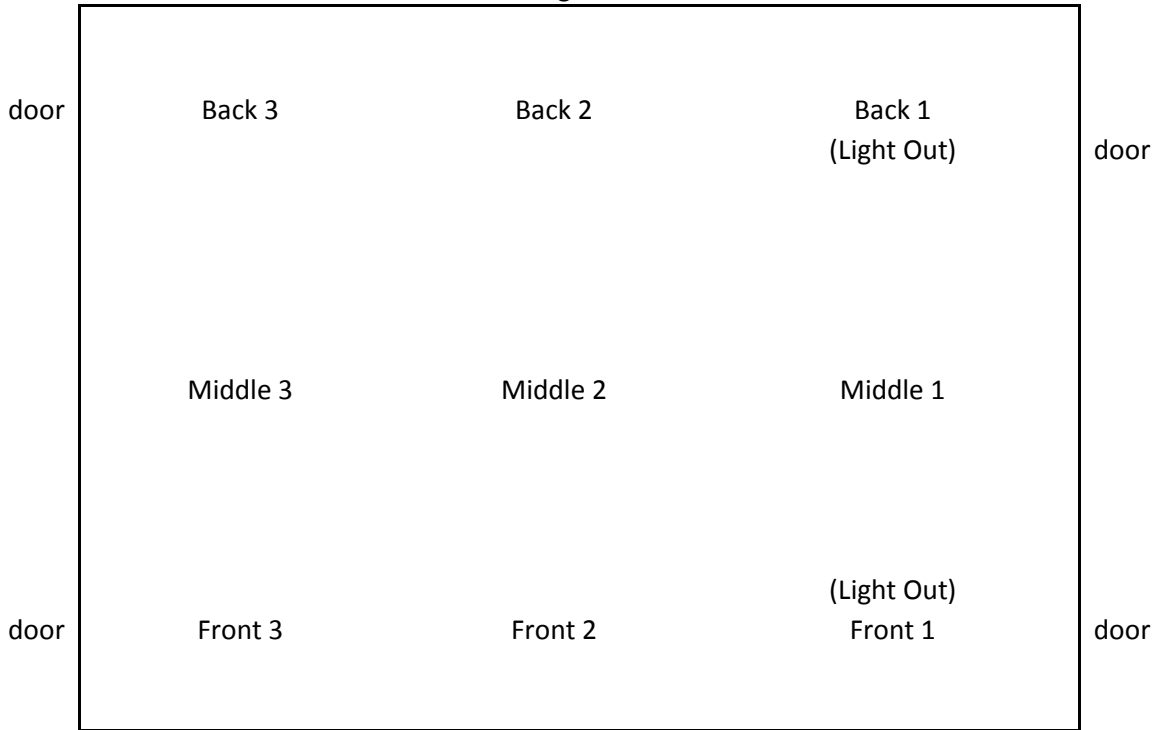 door Back 3 Back 2 Back 1
(Light Out) door
Middle 3 Middle 2 Middle 1
(Light Out)
door Front 3 Front 2 Front 1 door